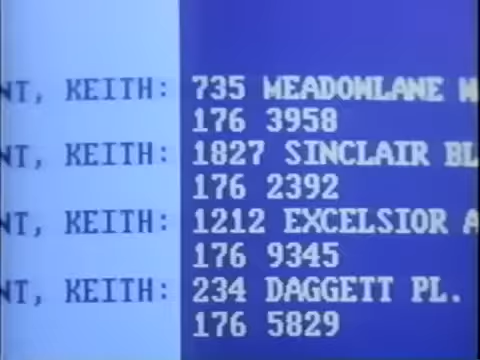 NT, KEITH: 735 MEADOWLANE
176 3958
NT, KEITH: 1827 SINCLAIR BL
176 2392
NT, KEITH: 1212 EXCELSIOR A
176 9345
NT, KEITH: 234 DAGGETT PL.
176 5829